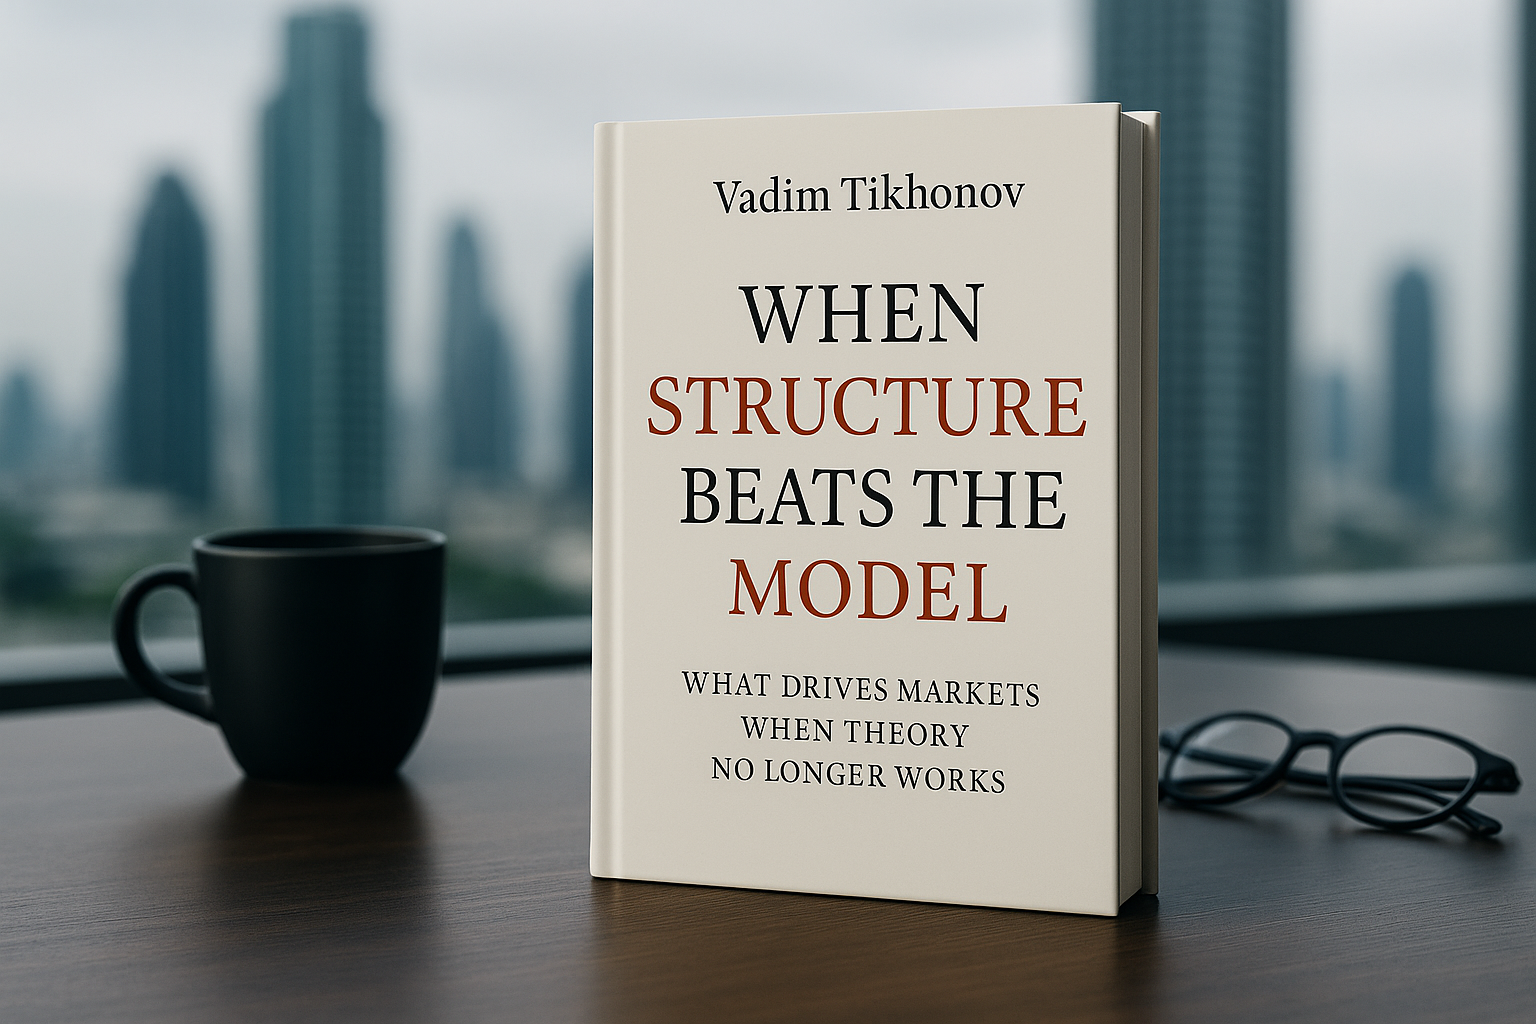 Vadim Tikhonov
WHEN
STRUCTURE
BEATS THE
MODEL
WHAT DRIVES MARKETS
WHEN THEORY
NO LONGER WORKS